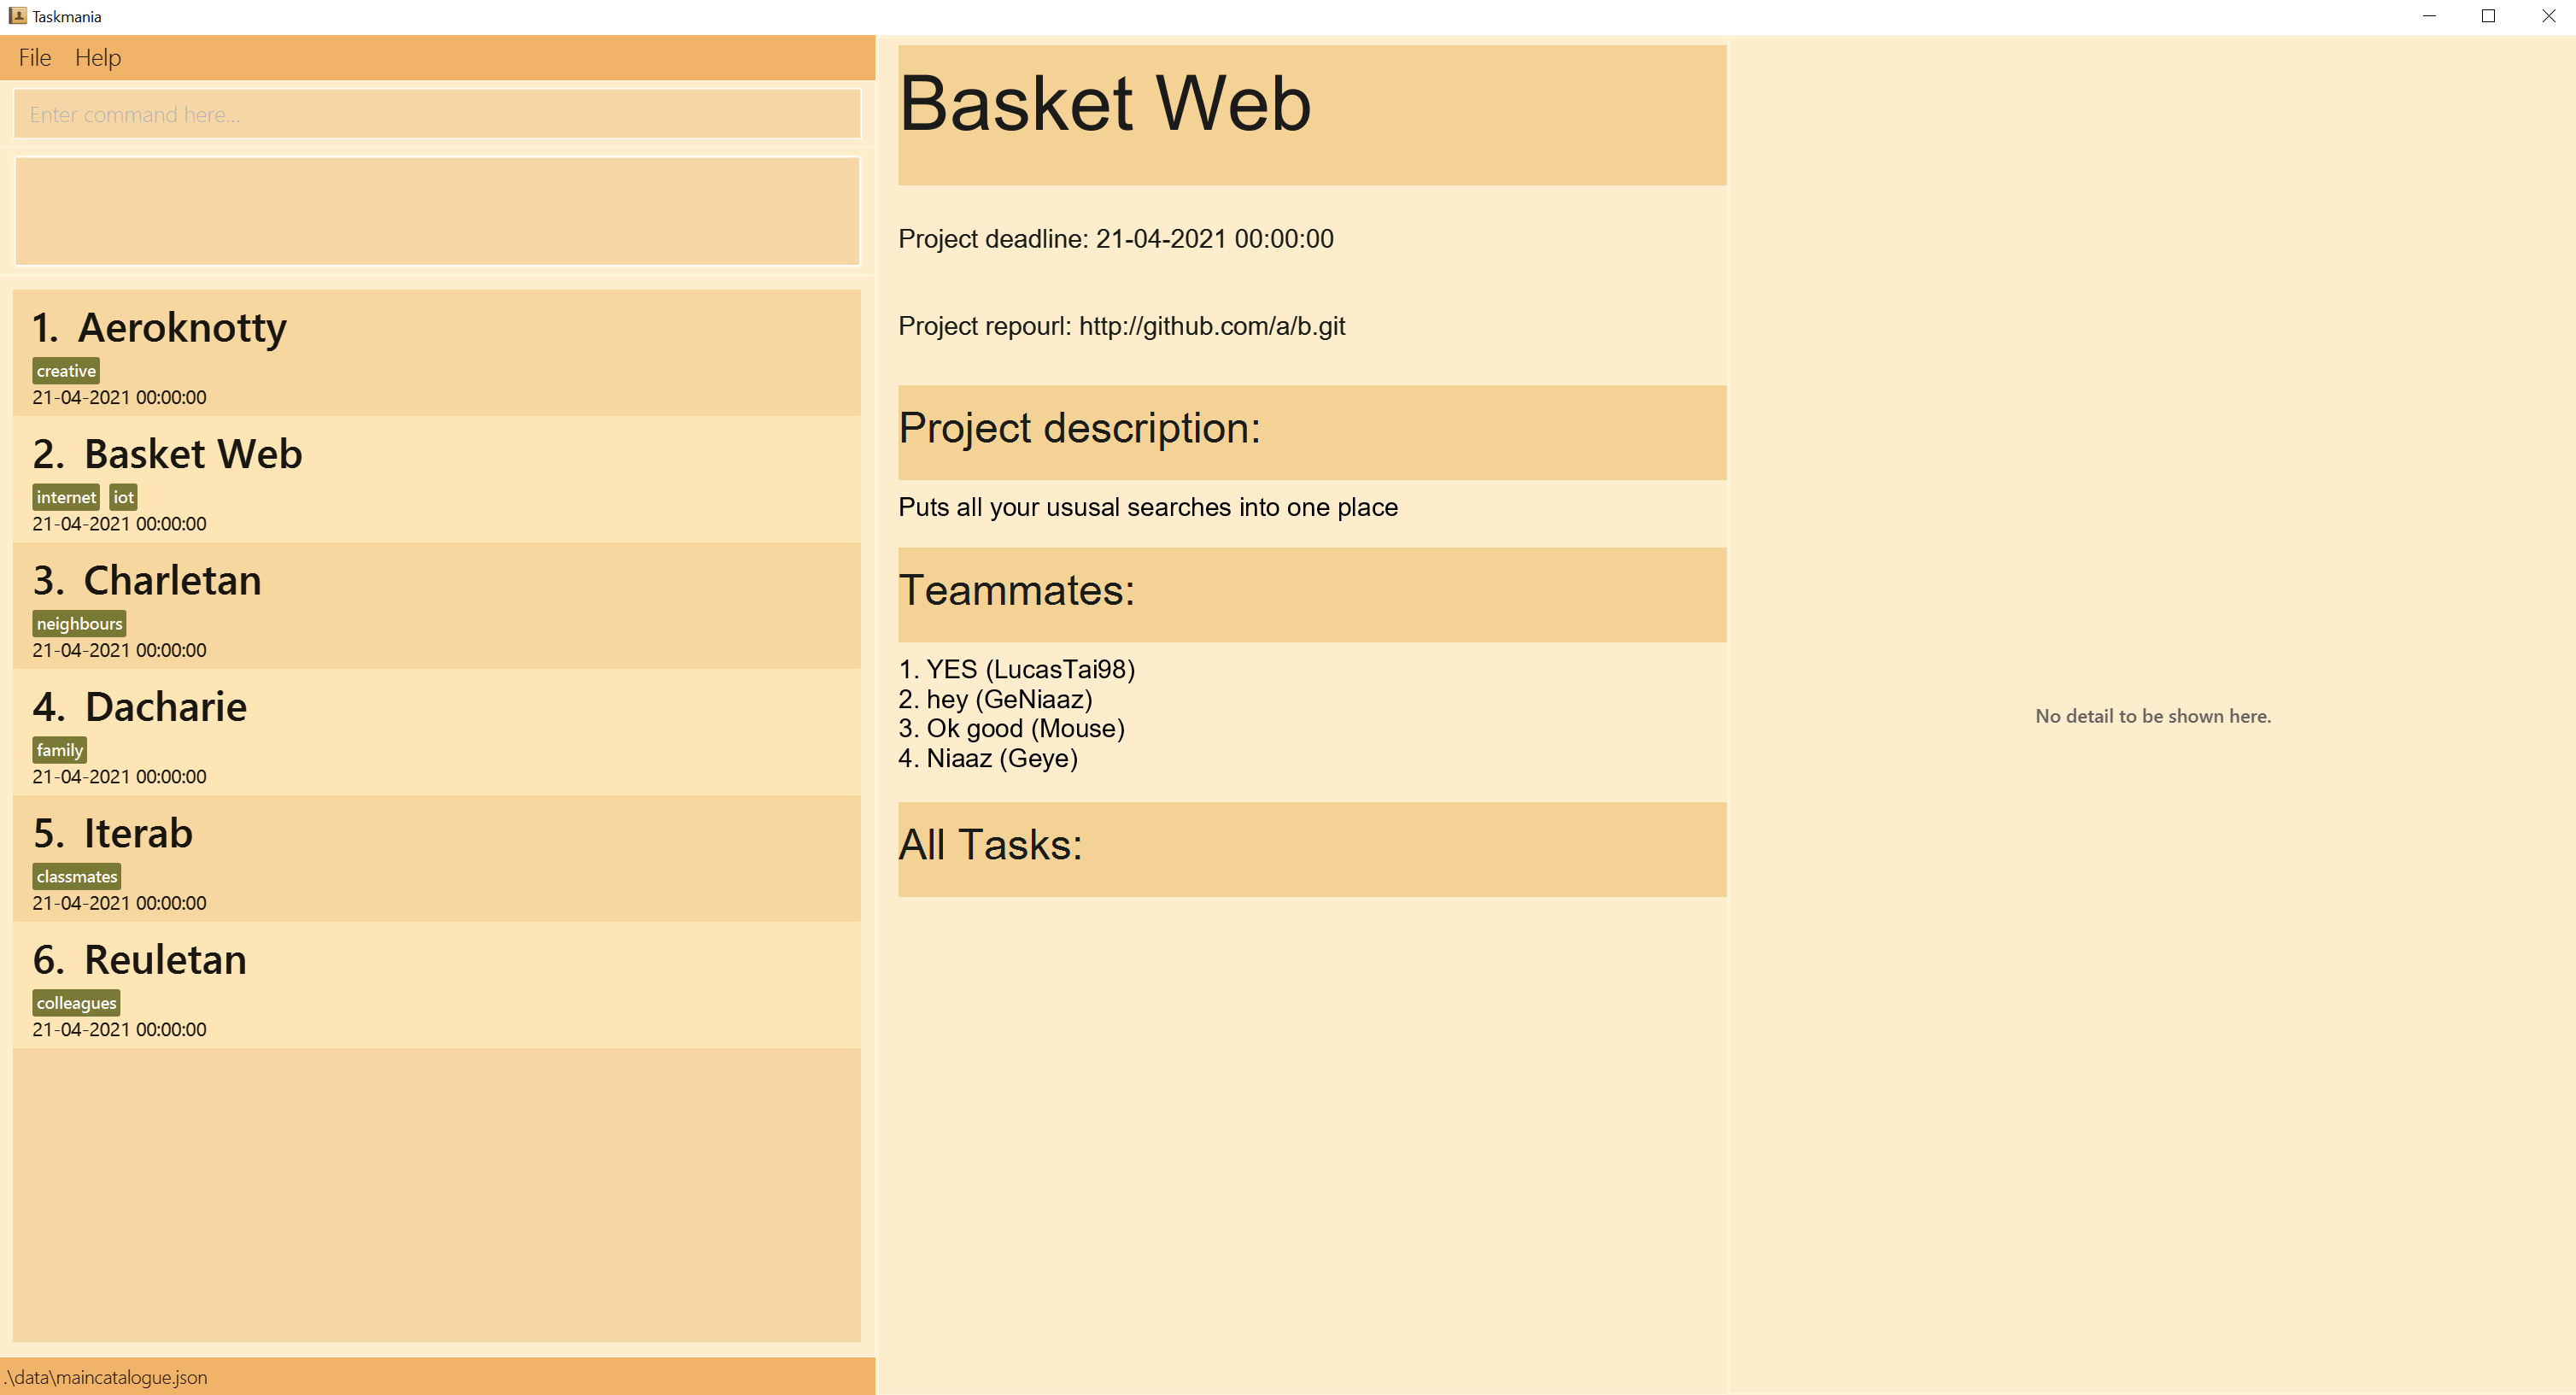 Taskmania
File Help
Enter command here...
1. Aeroknotty
creative
21-04-2021 00:00:00
2. Basket Web
internet iot
21-04-2021 00:00:00
3. Charletan
neighbours
21-04-2021 00:00:00
4. Dacharie
family
21-04-2021 00:00:00
5. Iterab
classmates
21-04-2021 00:00:00
6. Reuletan
colleagues
21-04-2021 00:00:00
.\data\maincatalogue.json
Basket Web
Project deadline: 21-04-2021 00:00:00
Project repourl: http://github.com/a/b.git
Project description:
Puts all your ususal searches into one place
Teammates:
1. YES (LucasTai98)
2. hey (GeNiaaz)
3. Ok good (Mouse)
4. Niaaz (Geye)
All Tasks:
No detail to be shown here.